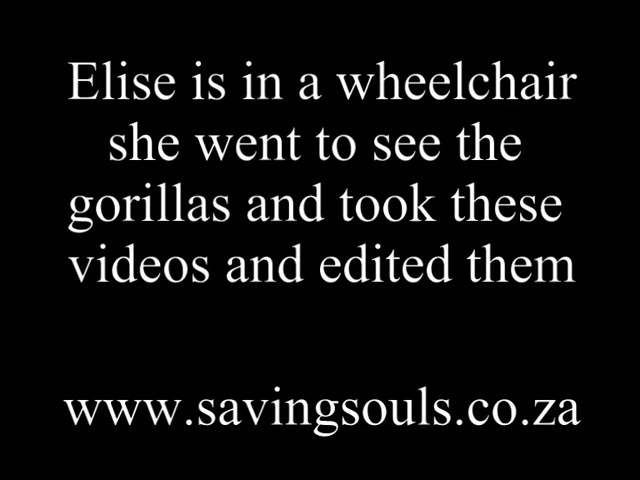 Elise is in a wheelchair
she went to see the
gorillas and took these
videos and edited them
www.savingsouls.co.za